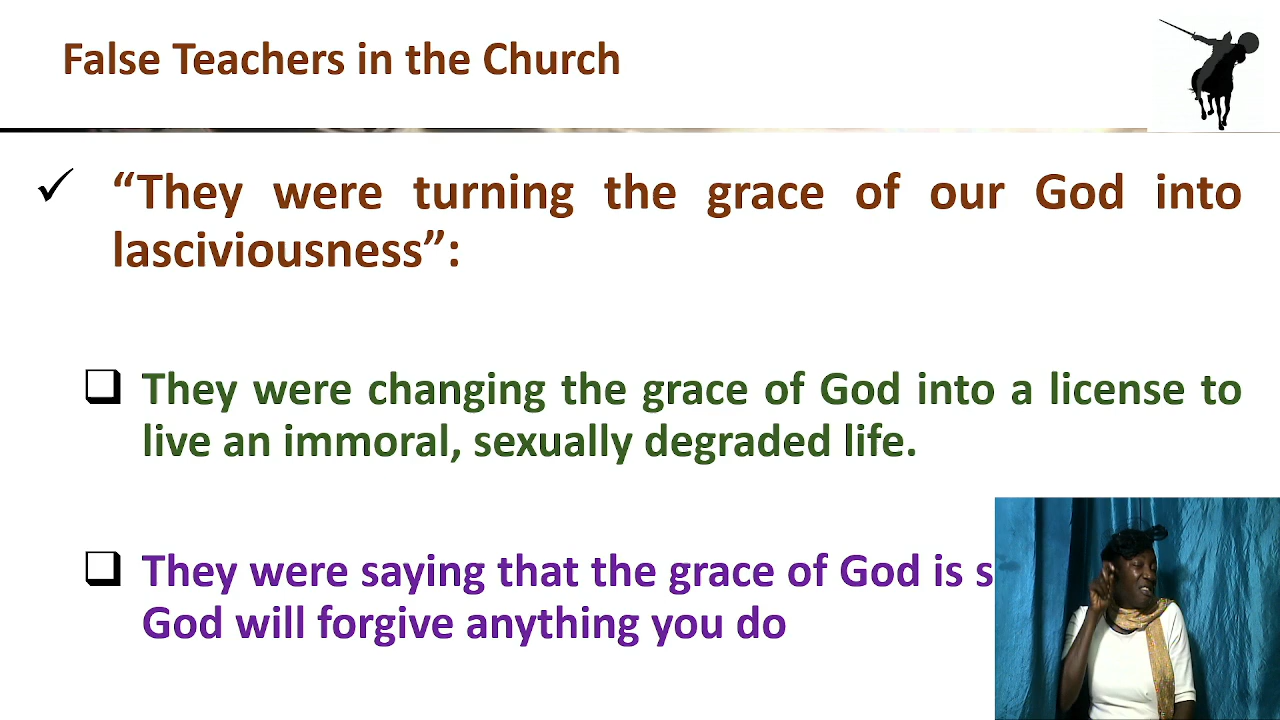 False Teachers in the Church
“They were turning the grace of our God into
lasciviousness”:
They were changing the grace of God into a license to
live an immoral, sexually degraded life.
They were saying that the grace of God is
God will forgive anything you do